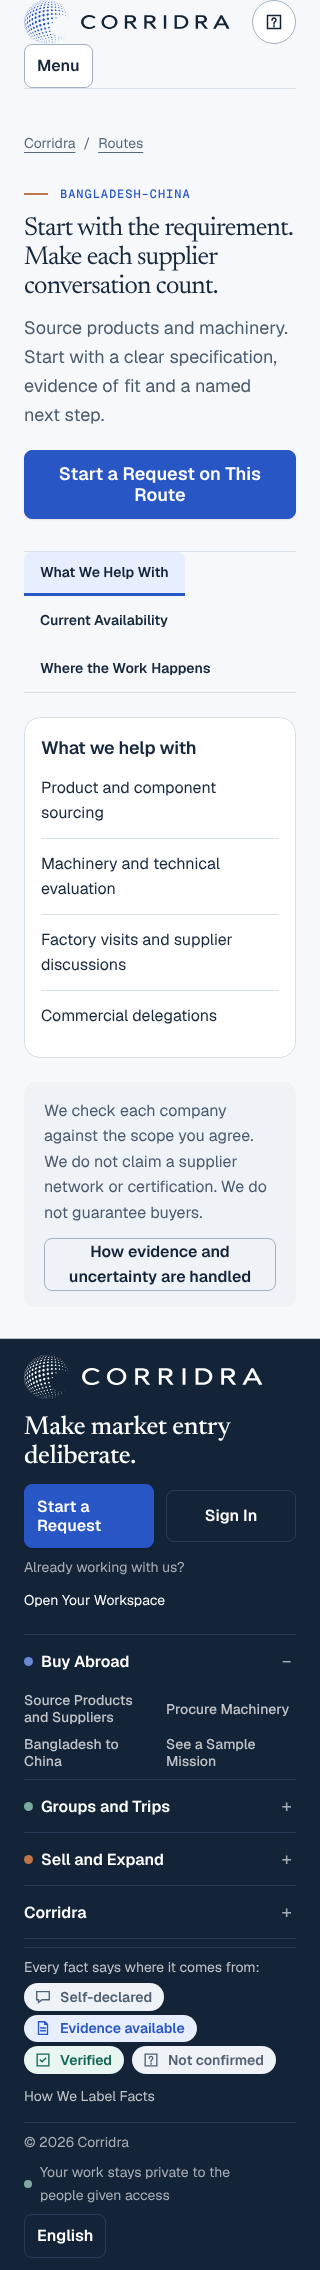 CORRIDRA
Menu
Corridra / Routes
BANGLADESH–CHINA
Start with the requirement.
Make each supplier
conversation count.
Source products and machinery.
Start with a clear specification,
evidence of fit and a named
next step.
Start a Request on This
Route
What We Help With
Current Availability
Where the Work Happens
What we help with
Product and component
sourcing
Machinery and technical
evaluation
Factory visits and supplier
discussions
Commercial delegations
We check each company
against the scope you agree.
We do not claim a supplier
network or certification. We do
not guarantee buyers.
How evidence and
uncertainty are handled
CORRIDRA
Make market entry
deliberate.
Start a
Request
Sign In
Already working with us?
Open Your Workspace
Buy Abroad −
Source Products
and Suppliers
Procure Machinery
Bangladesh to
China
See a Sample
Mission
Groups and Trips +
Sell and Expand +
Corridra +
Every fact says where it comes from:
Self-declared
Evidence available
Verified
Not confirmed
How We Label Facts
© 2026 Corridra
Your work stays private to the
people given access
English